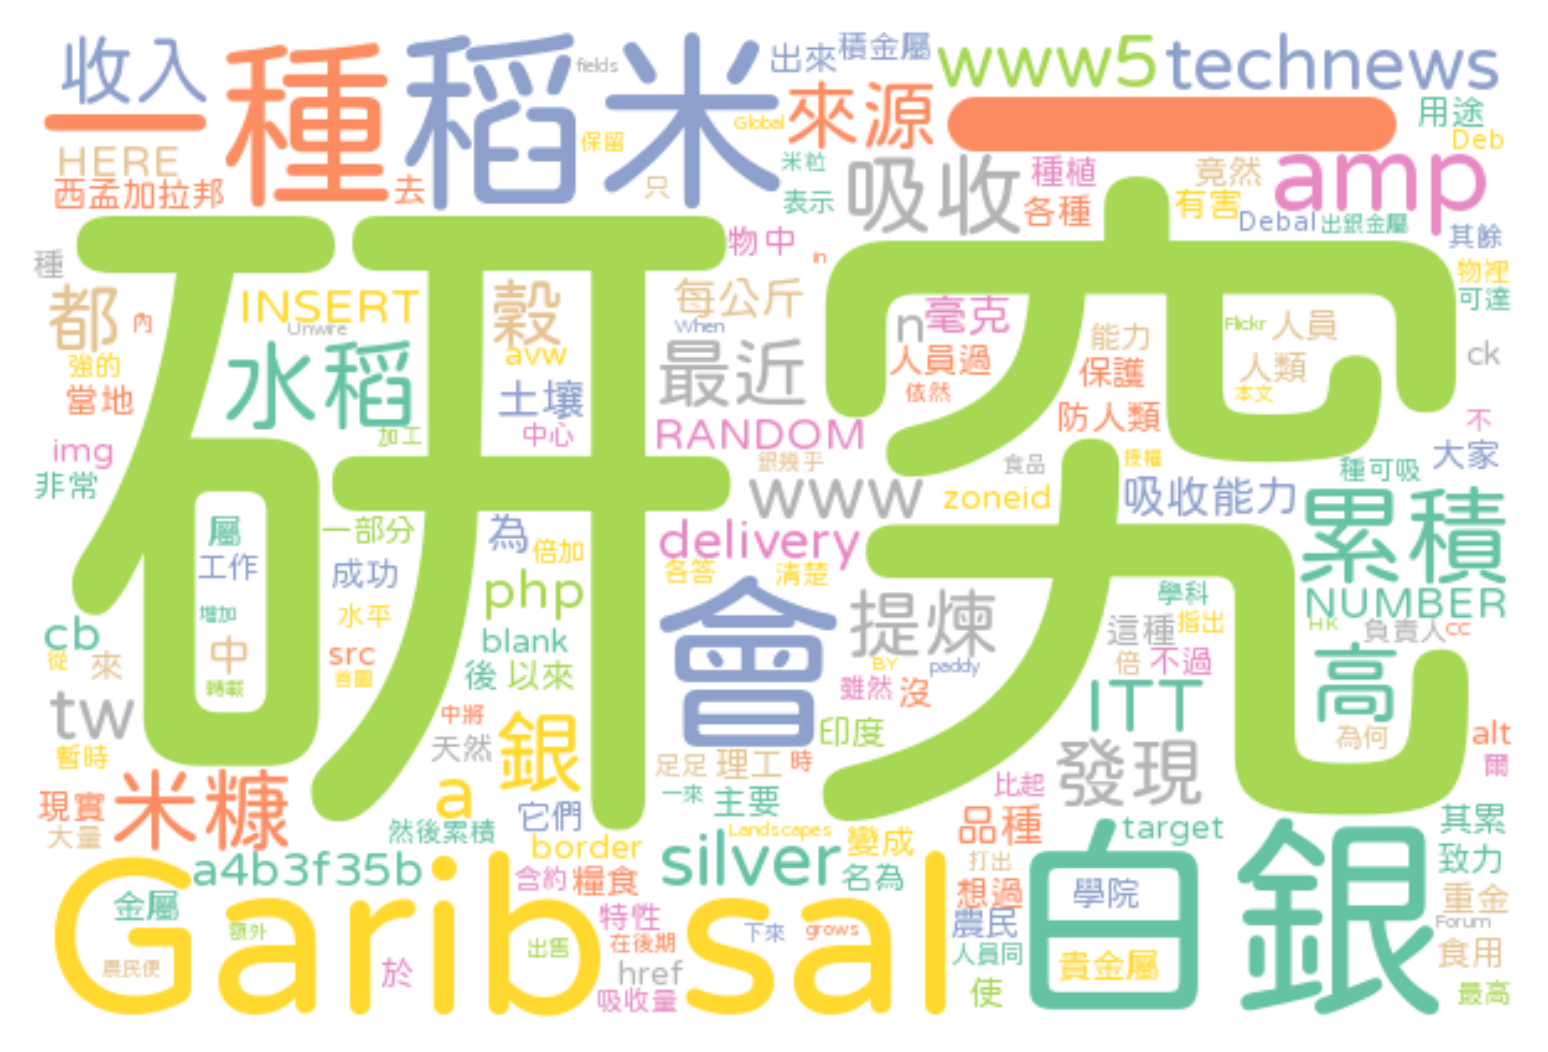 收入
一種
稻米
fields
出來
積金屬
www5
technews
一
來源
Global
保留
用途
Deb
HERE
西孟加拉邦
去
只
米粒
表示
吸收
種植
各種
竟然
有害
amp
Debal
出銀金屬
其餘
研究
物中
in
種
都
內
INSERT
Unwire
穀
每公斤
When
n
毫克
能力
Flickr
人員
物裡
可達
強的
水稻
avw
最近
人員過
保護
人類
ck
當地
土壤
依然
本文
加工
中心
RANDOM
防人類
不
img
銀幾乎
食品
授權
種可吸
大家
非常
www
zoneid
吸收能力
累積
屬
一部分
為
倍加
delivery
工作
成功
各答
清楚
php
增加
水平
會
提煉
學科
NUMBER
cb
中
src
blank
這種
指出
HK
負責人
CC
從
來
轉載
首圖
後
以來
BY
paddy
倍
不過
高
tw
中將
雖然
沒
ITT
暫時
天然
銀
印度
為何
alt
足足
理工
時
發現
爾
現實
米糠
a
它們
一來
主要
比起
大量
然後累積
border
Landscapes
變成
品種
target
其累
a4b3f35b
含約
糧食
silver
名為
打出
白銀
致力
金屬
想過
學院
重金
Garib
sal
額外
特性
農民
Forum
出售
在後期
下來
grows
農民便
於
href
人員同
貴金屬
食用
吸收量
使
最高